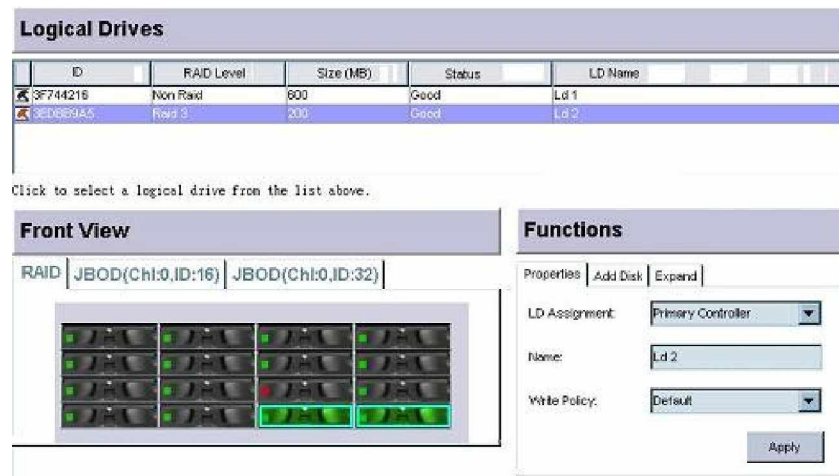 Logical Drives
ID RAID Level Size (MB) Status LD Name
3F744216 Non Raid 600 Good Ld 1
3EDBB9A5 Raid 3 200 Good Ld 2
Click to select a logical drive from the list above.
Front View
RAID JBOD(Chl:0,ID:16) JBOD(Chl:0,ID:32)
Functions
Properties Add Disk Expand
LD Assignment: Primary Controller
Name: Ld 2
Write Policy: Default
Apply